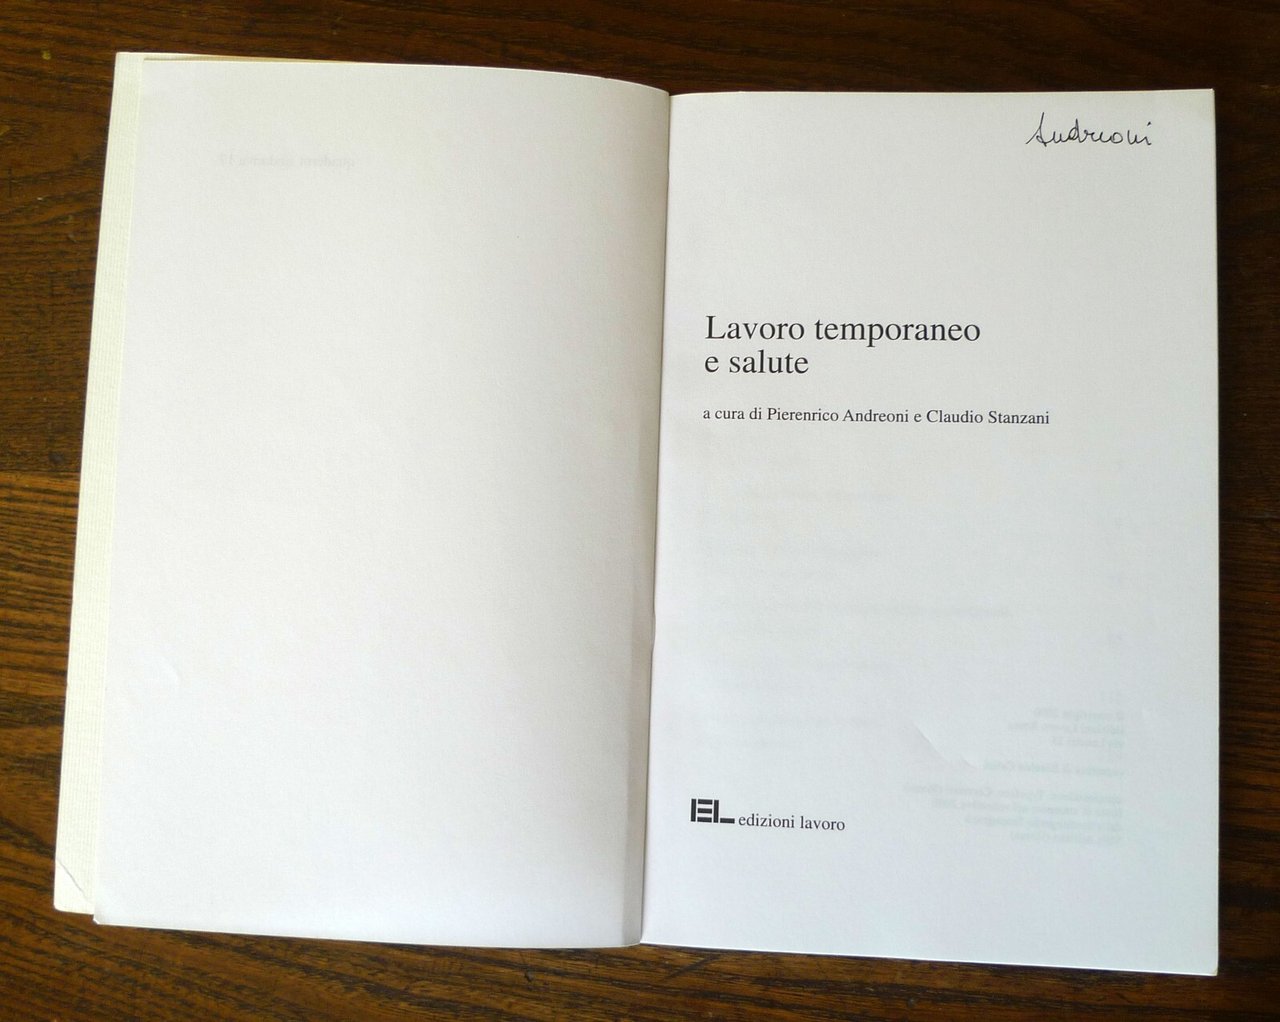 Andreoni
Lavoro temporaneo
e salute
a cura di Pierenrico Andreoni e Claudio Stanzani
EL edizioni lavoro